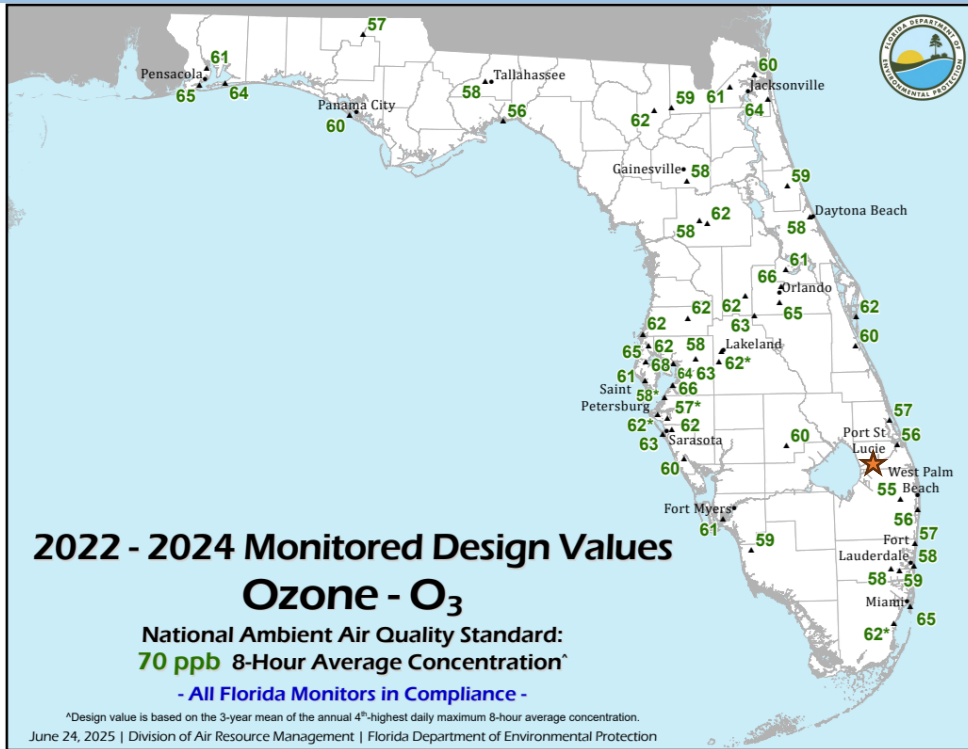 57
FLORIDA DEPARTMENT OF
ENVIRONMENTAL PROTECTION
61
Pensacola
65
64
Tallahassee
58
Panama City
60
56
60
Jacksonville
61
64
59
62
Gainesville
58
59
Daytona Beach
58
62
58
61
66
Orlando
62
65
63
62
60
62
62
62
65
58
Lakeland
68
64
63
62*
61
66
Saint
Petersburg
58*
57*
62*
62
63
Sarasota
60
60
57
Port St
Lucie
56
West Palm
Beach
55
56
Fort Myers
61
59
57
Fort
Lauderdale
58
58
59
Miami
65
62*
2022 - 2024 Monitored Design Values
Ozone - O₃
National Ambient Air Quality Standard:
70 ppb 8-Hour Average Concentration^
- All Florida Monitors in Compliance -
^Design value is based on the 3-year mean of the annual 4th-highest daily maximum 8-hour average concentration.
June 24, 2025 | Division of Air Resource Management | Florida Department of Environmental Protection